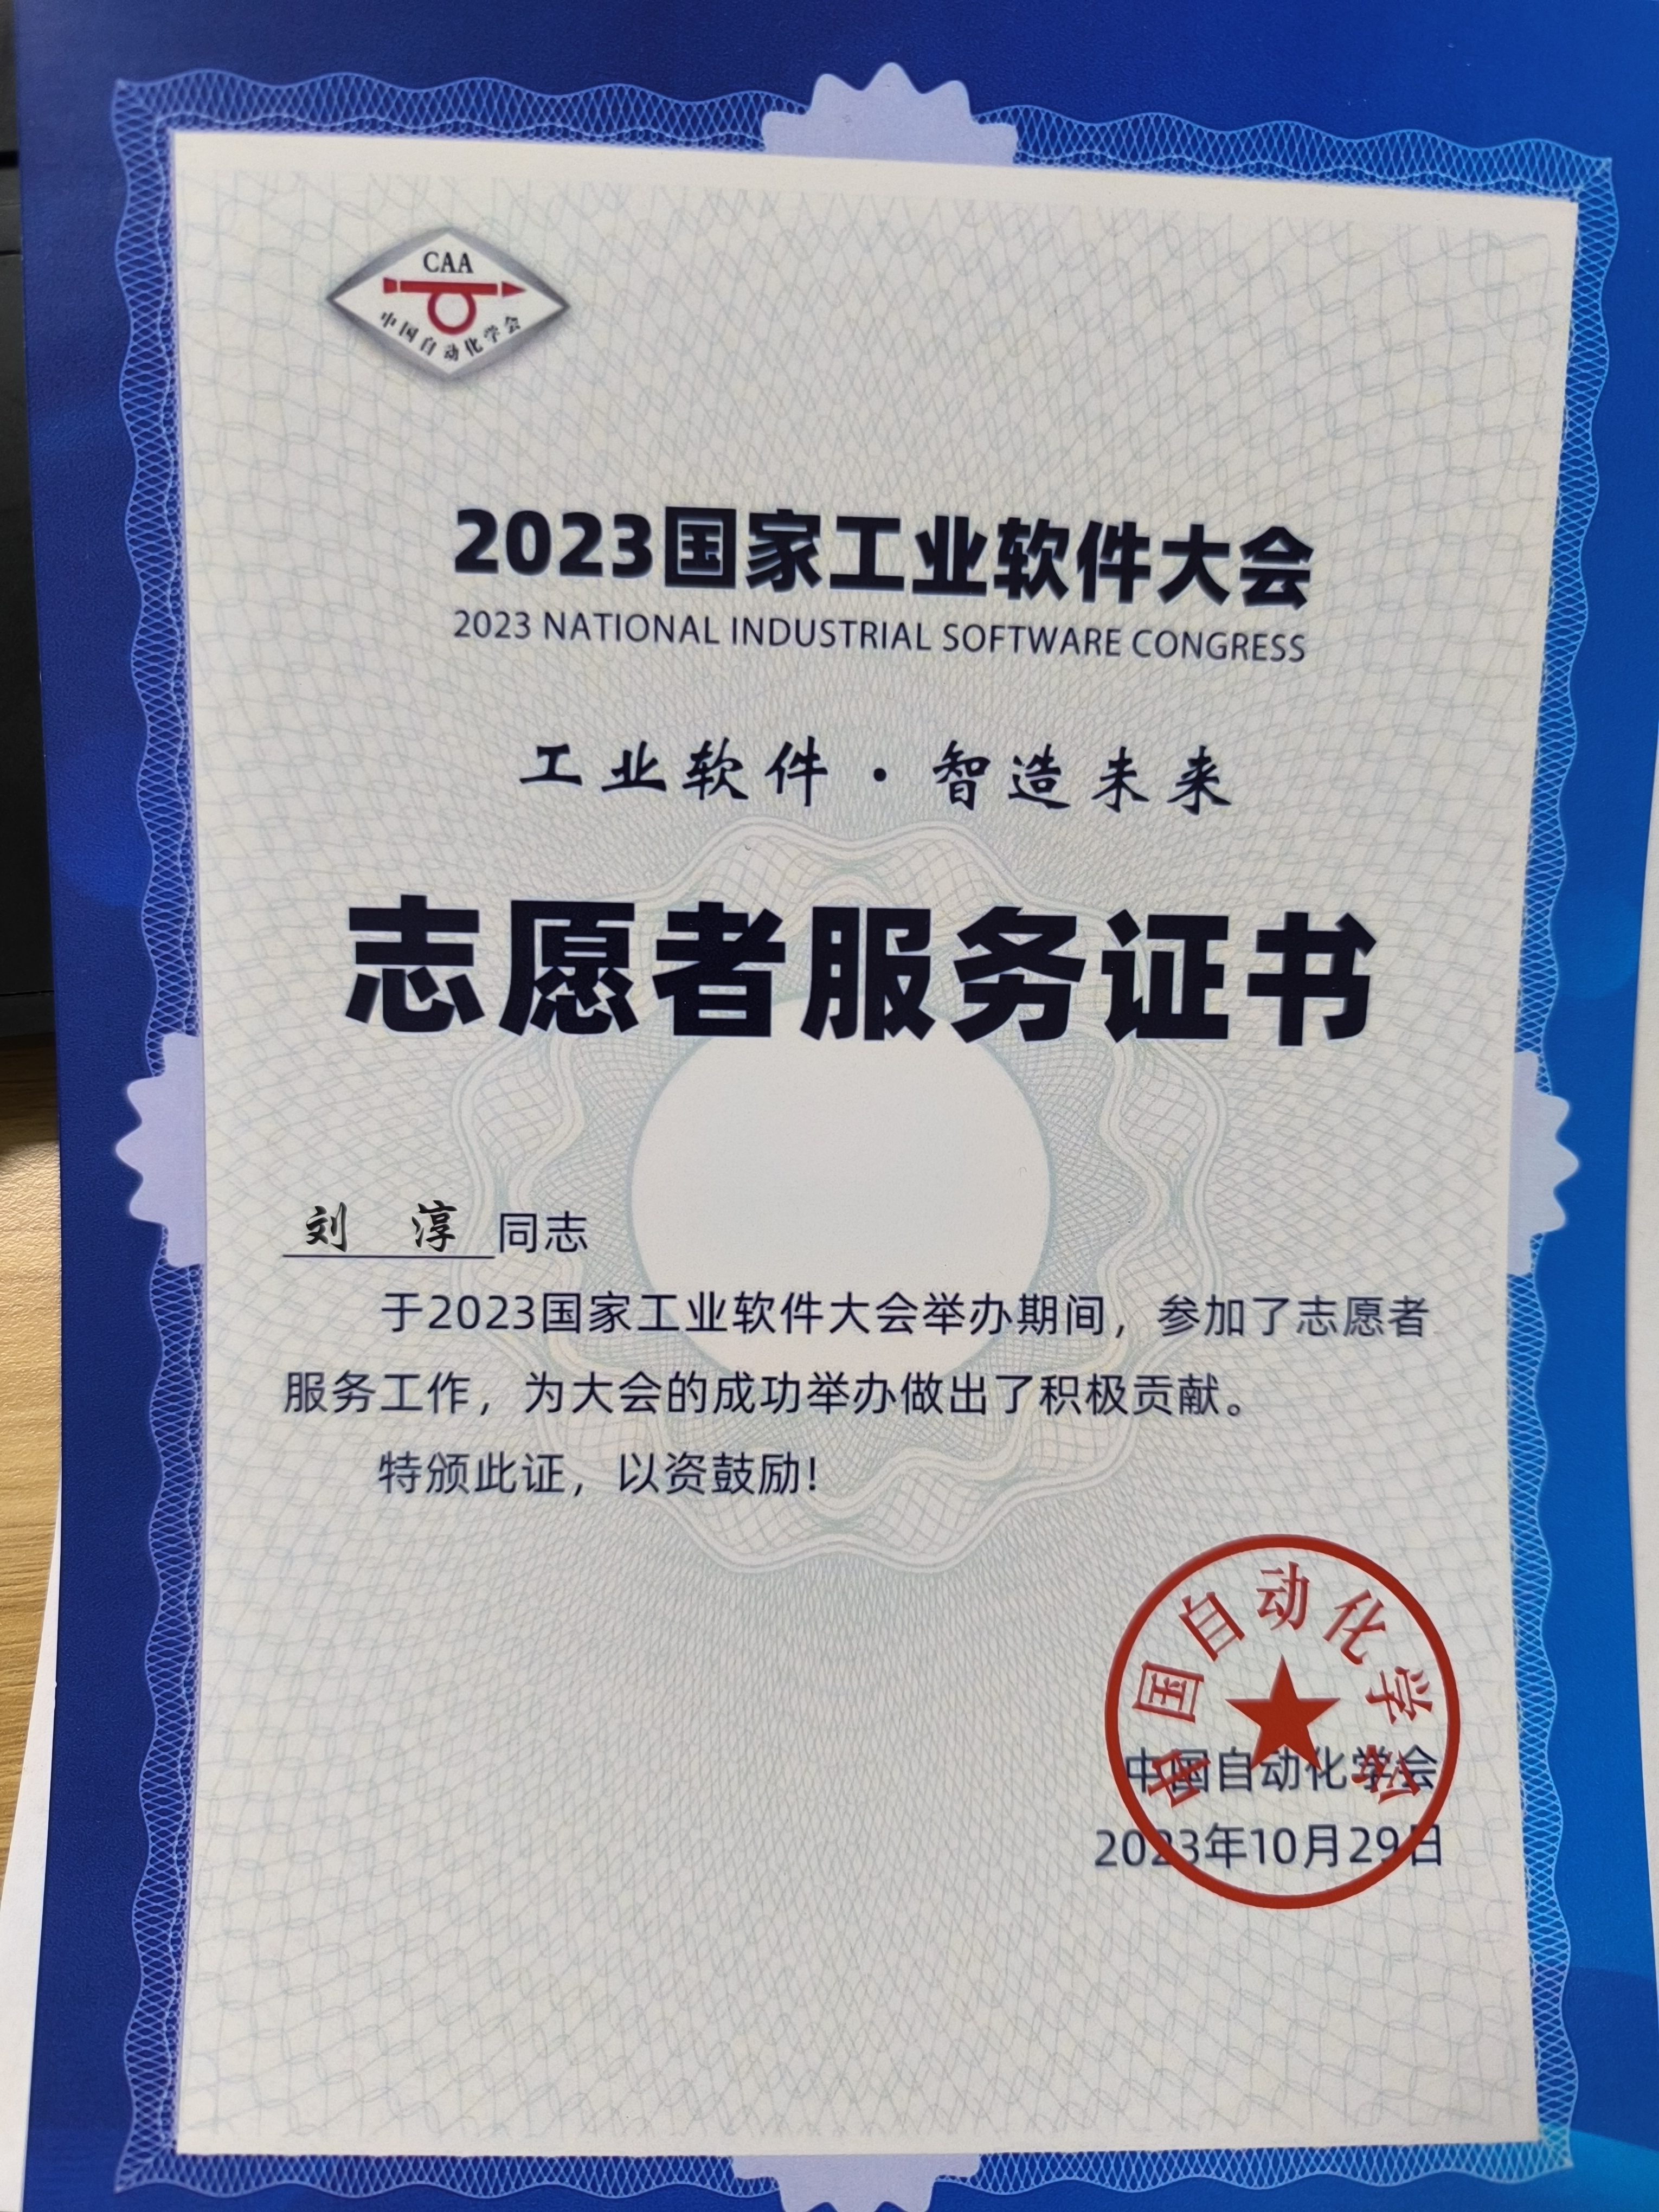 CAA
中国自动化学会
2023国家工业软件大会
2023 NATIONAL INDUSTRIAL SOFTWARE CONGRESS
工业软件·智造未来
志愿者服务证书
刘 淳 同志
于2023国家工业软件大会举办期间，参加了志愿者
服务工作，为大会的成功举办做出了积极贡献。
特颁此证，以资鼓励!
中国自动化学会
中国自动化学会
2023年10月29日